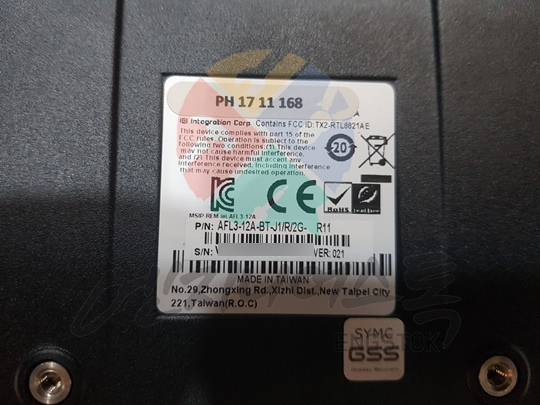 PH 17 11 168
A
IEI Integration Corp. Contains FCC ID:TX2-RTL8821AE
This device complies with part 15 of the
FCC rules. Operation is subject to the
following two conditions:(1) This device
may not cause harmful interference.
and (2) This device must accept any
interference received, including interference
that may cause undesired operation.
20
CE
RoHS
MSIP-REM-Iei-AFL3-12A
P/N: AFL3-12A-BT-J1/R/2G- R11
S/N:
VER: 021
MADE IN TAIWAN
No.29,Zhongxing Rd.,Xizhi Dist.,New Taipei City
221,Taiwan(R.O.C)
SYMC
GSS
ENGSTOK